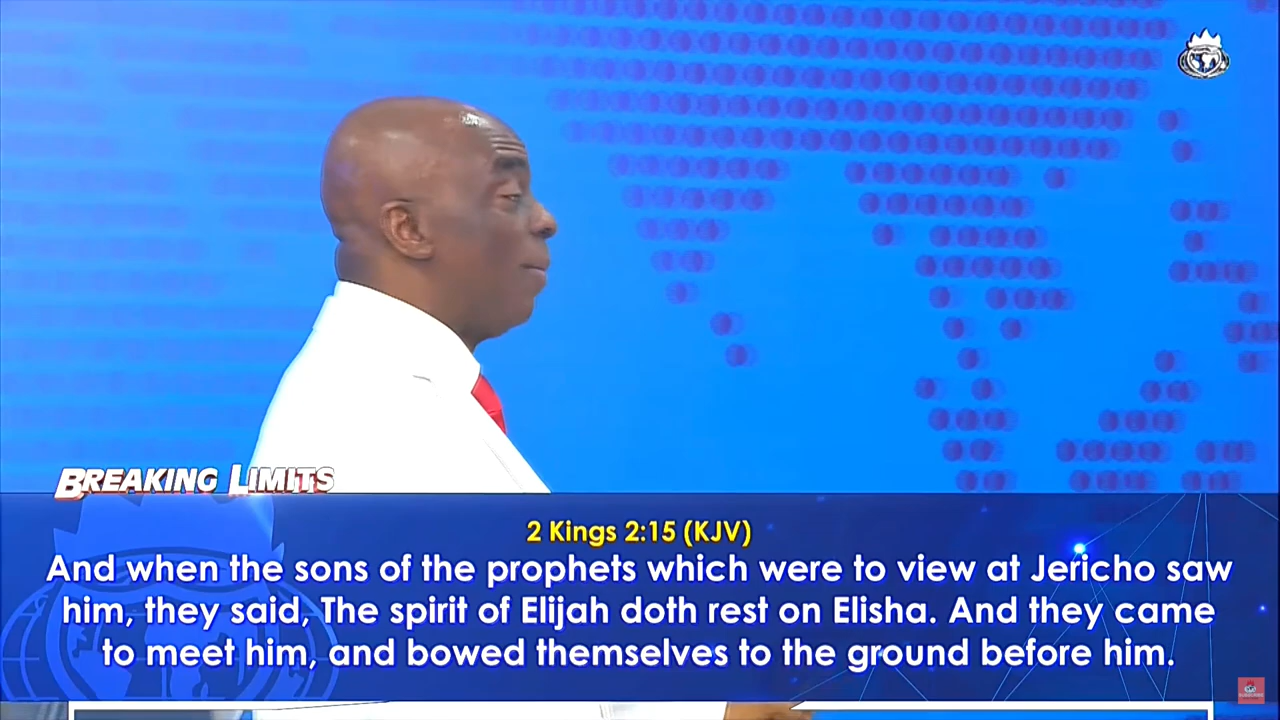 BREAKING LIMITS
2 Kings 2:15 (KJV)
And when the sons of the prophets which were to view at Jericho saw
him, they said, The spirit of Elijah doth rest on Elisha. And they came
to meet him, and bowed themselves to the ground before him.